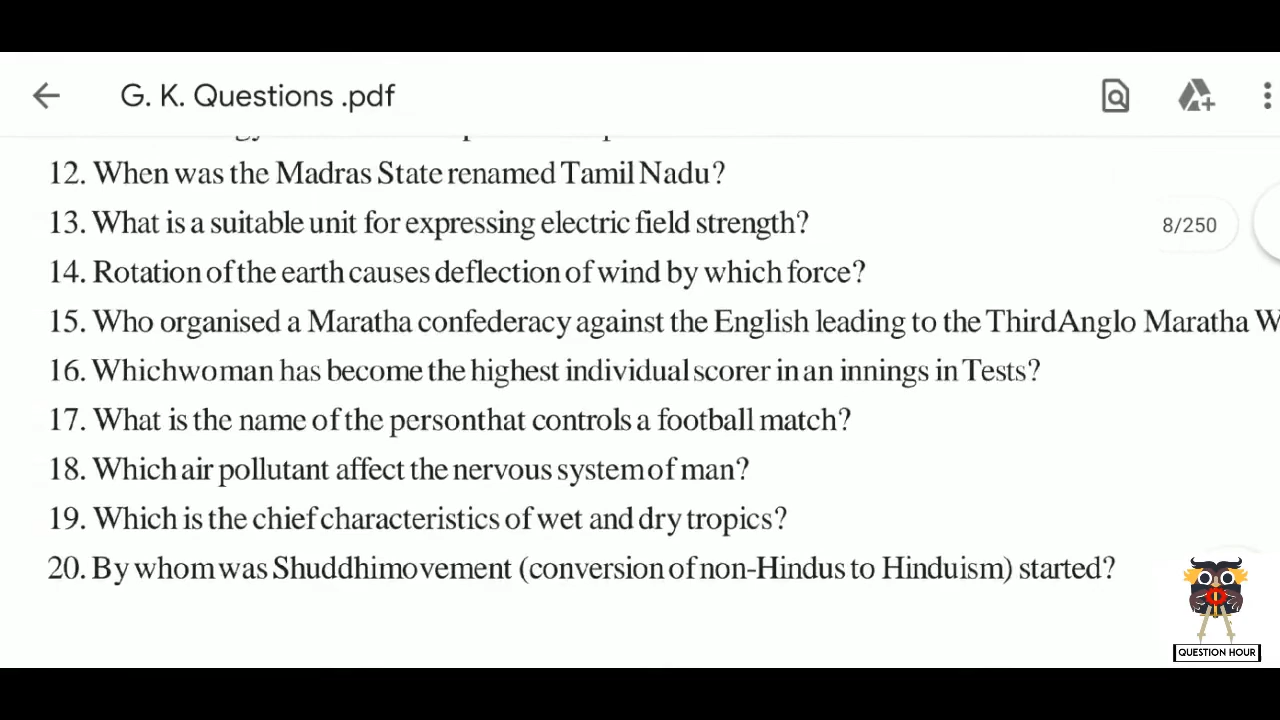 G. K. Questions .pdf
12. When was the Madras State renamed Tamil Nadu?
8/250
13. What is a suitable unit for expressing electric field strength?
14. Rotation of the earth causes deflection of wind by which force?
15. Who organised a Maratha confederacy against the English leading to the ThirdAnglo Maratha
16. Whichwoman has become the highest individual scorer in an innings in Tests?
17. What is the name of the personthat controls a football match?
18. Which air pollutant affect the nervous system of man?
19. Which is the chief characteristics of wet and dry tropics?
20. By whom was Shuddhimovement (conversion of non-Hindus to Hinduism) started?
QUESTION HOUR